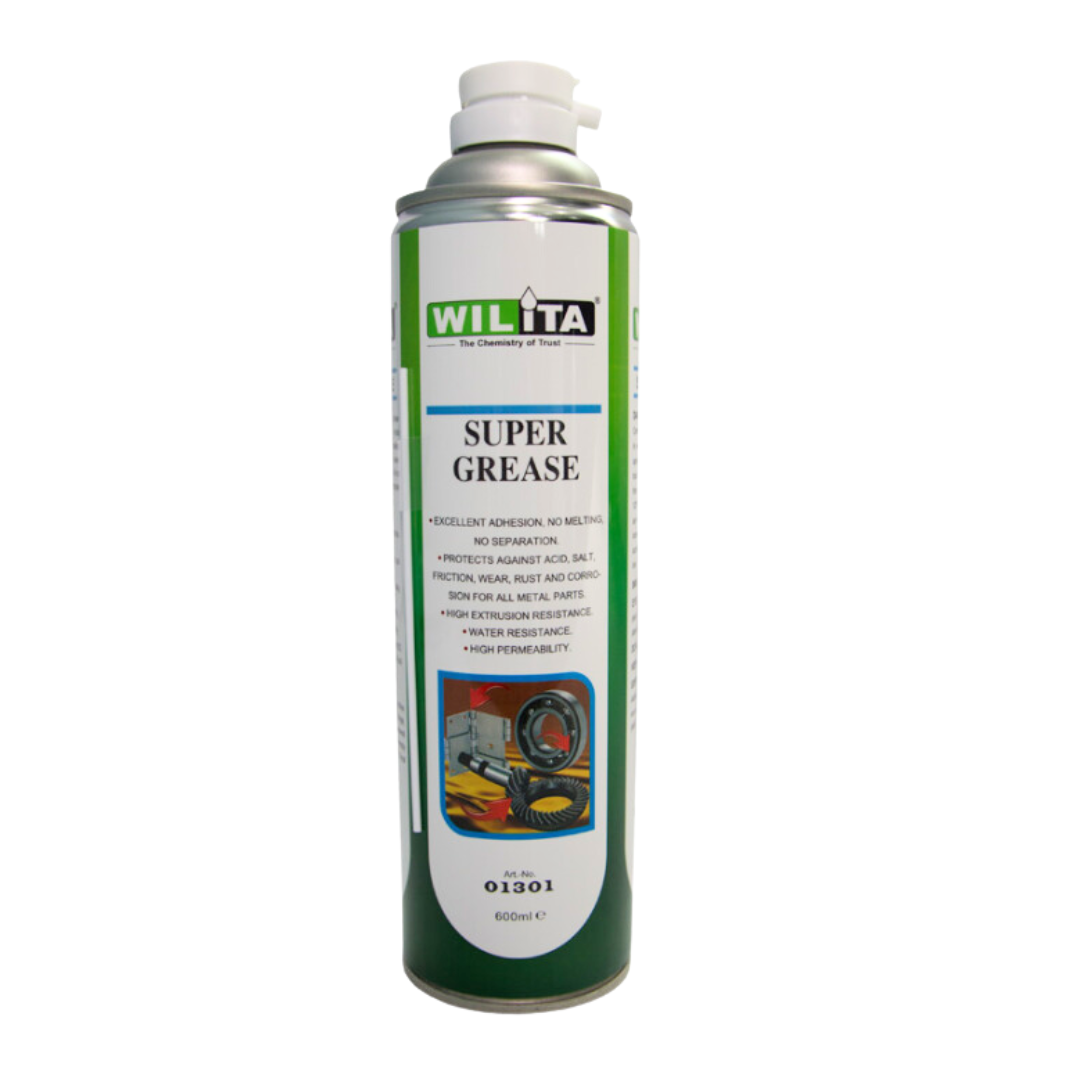 WILiTA®
The Chemistry of Trust
SUPER
GREASE
•EXCELLENT ADHESION, NO MELTING,
NO SEPARATION.
•PROTECTS AGAINST ACID, SALT,
FRICTION, WEAR, RUST AND CORRO-
SION FOR ALL METAL PARTS.
•HIGH EXTRUSION RESISTANCE.
•WATER RESISTANCE.
•HIGH PERMEABILITY.
Art.-No.
01301
600ml ℮